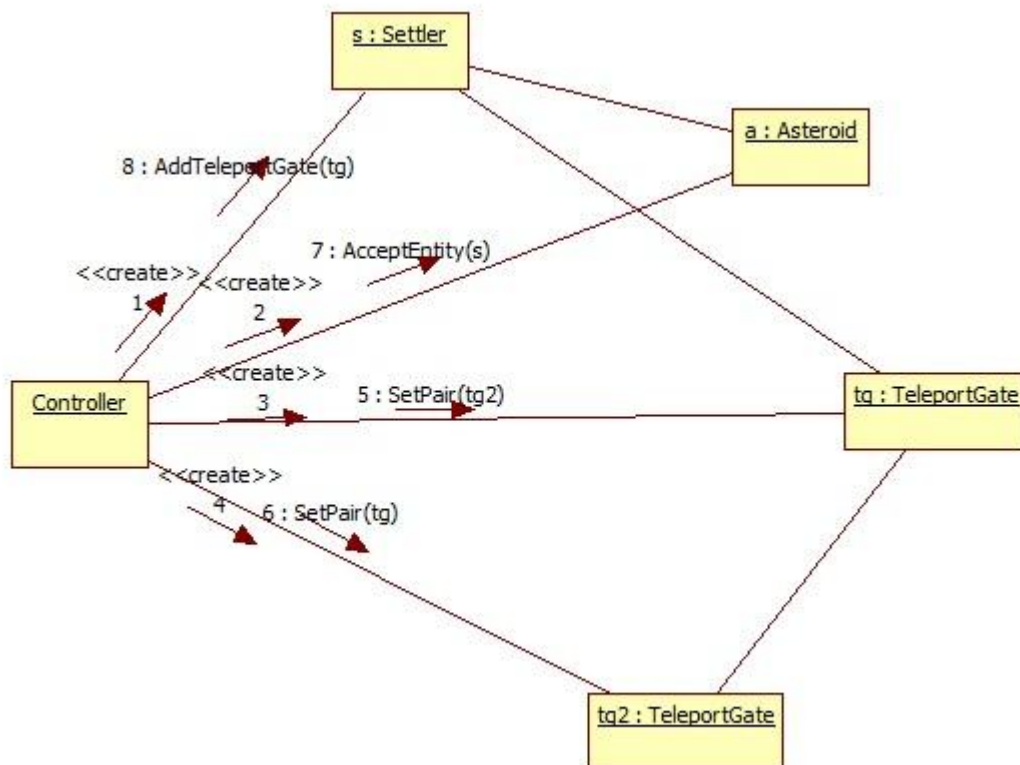 s : Settler
a : Asteroid
8 : AddTeleportGate(tg)
7 : AcceptEntity(s)
<<create>>
1
<<create>>
2
<<create>>
3
5 : SetPair(tg2)
Controller
tg : TeleportGate
<<create>>
4
6 : SetPair(tg)
tg2 : TeleportGate